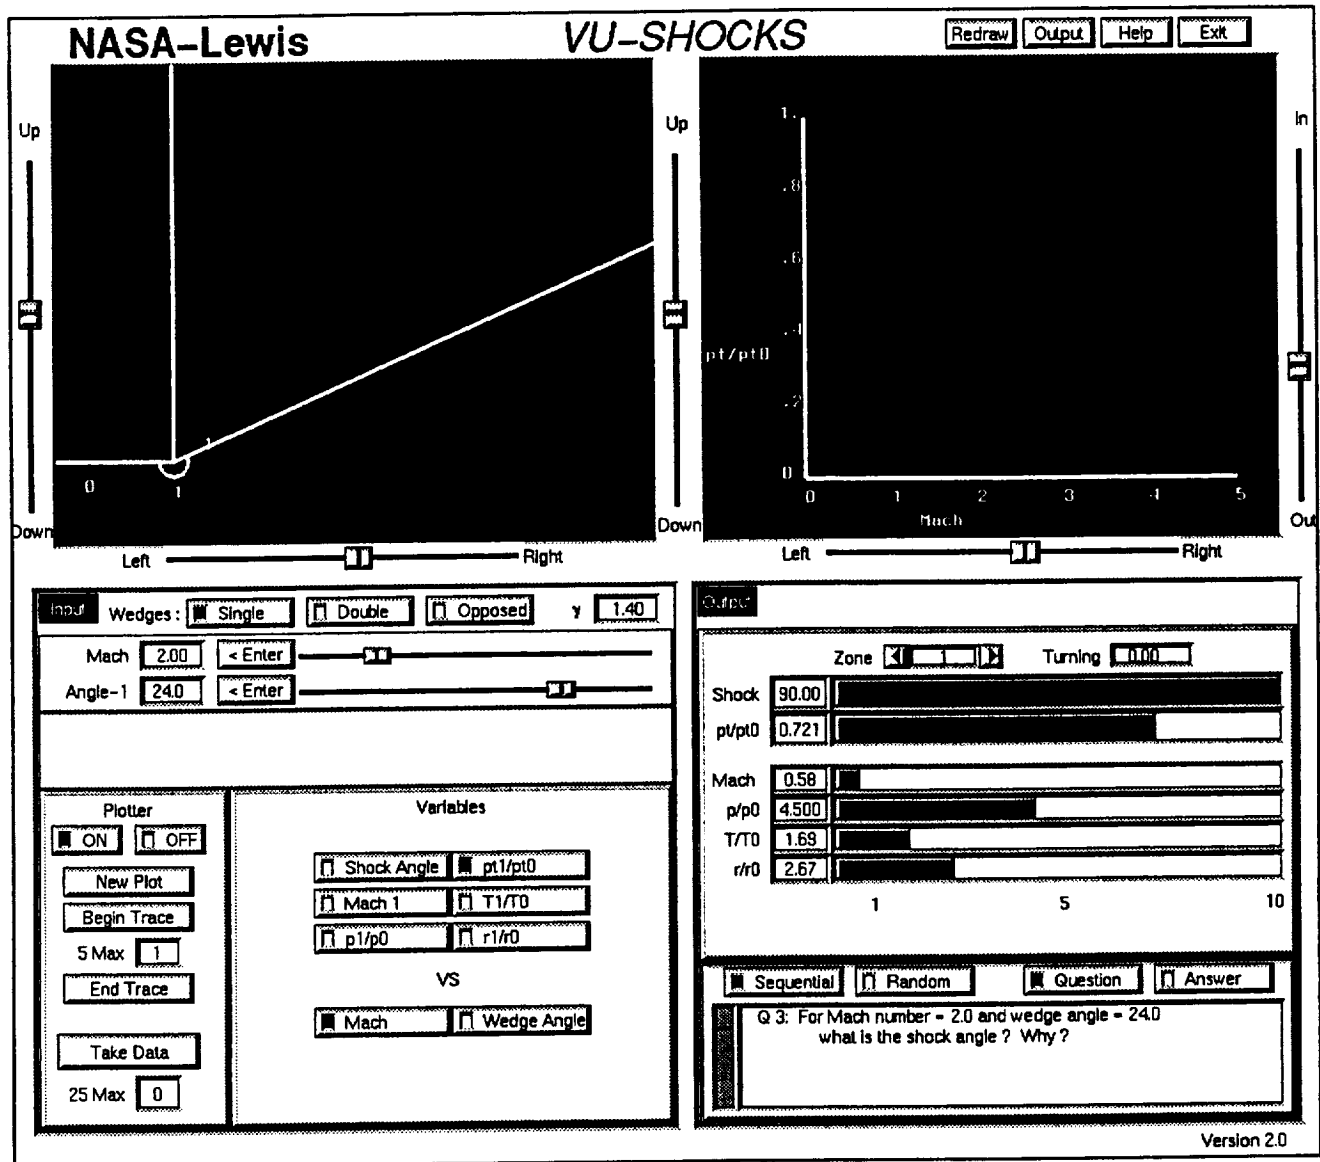 NASA-Lewis VU-SHOCKS Redraw Output Help Exit
Up
Down
Left Right
0 1
1
Up
Down
1.
.8
.6
.4
.2
0
pt/pt0
0 1 2 3 4 5
Mach
Left Right
In
Out
Input Wedges : Single Double Opposed γ 1.40
Mach 2.00 < Enter
Angle-1 24.0 < Enter
Plotter
ON OFF
New Plot
Begin Trace
5 Max 1
End Trace
Take Data
25 Max 0
Variables
Shock Angle pt1/pt0
Mach 1 T1/T0
p1/p0 r1/r0
VS
Mach Wedge Angle
Output
Zone 1 Turning 0.00
Shock 90.00
pt/pt0 0.721
Mach 0.58
p/p0 4.500
T/T0 1.69
r/r0 2.67
1 5 10
Sequential Random Question Answer
Q 3: For Mach number = 2.0 and wedge angle = 24.0
what is the shock angle ? Why ?
Version 2.0